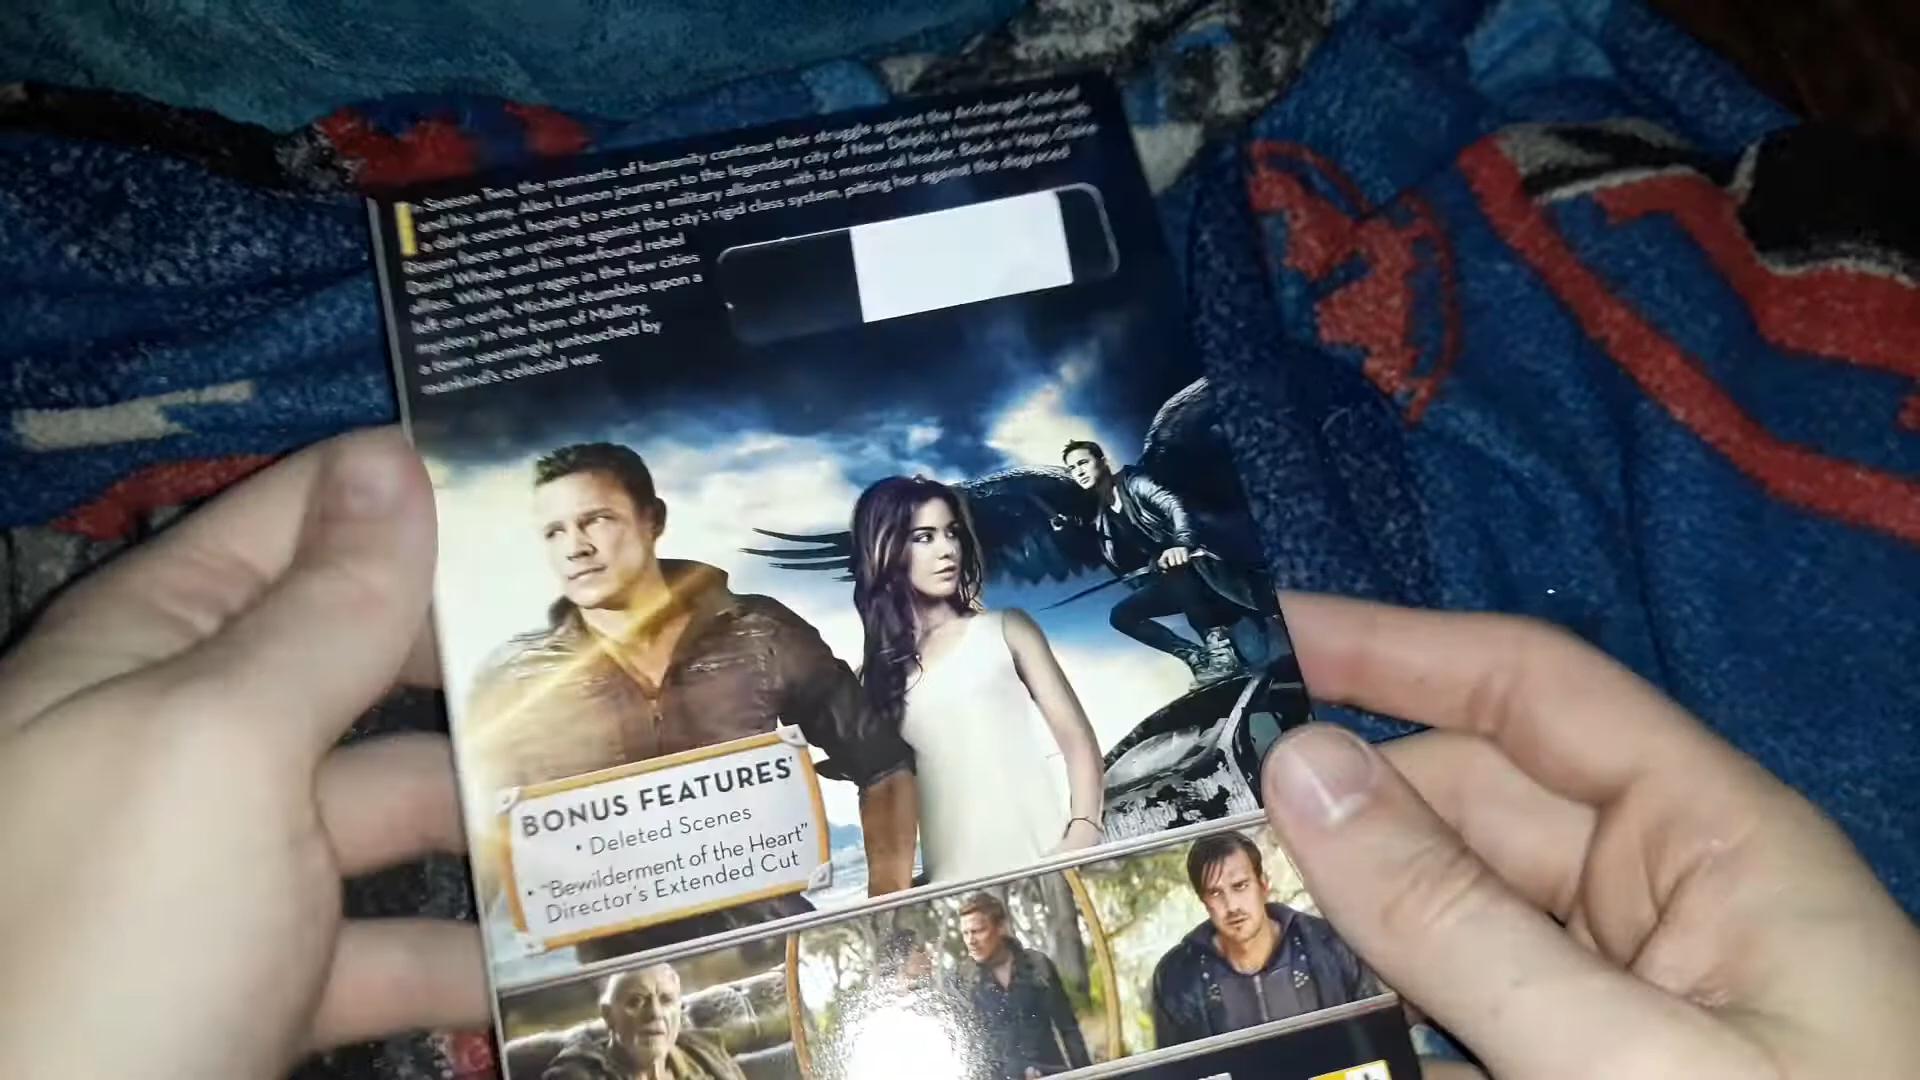 In Season Two, the remnants of humanity continue their struggle against the Archangel Gabriel
and his army. Alex Lannon journeys to the legendary city of New Delphi, a human enclave with
a dark secret, hoping to secure a military alliance with its mercurial leader. Back in Vega, Claire
Riesen faces an uprising against the city's rigid class system, pitting her against the disgraced
David Whele and his newfound rebel
allies. While war rages in the few cities
left on earth, Michael stumbles upon a
mystery in the form of Mallory,
a town seemingly untouched by
mankind's celestial war.
BONUS FEATURES
• Deleted Scenes
• "Bewilderment of the Heart"
Director's Extended Cut